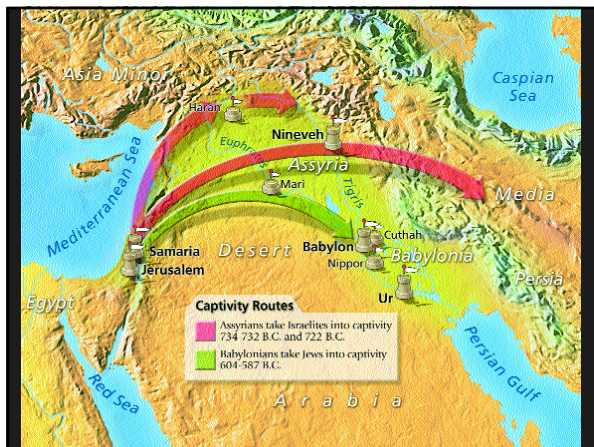 Asia Minor
Caspian
Sea
Haran
Nineveh
Euphrates
Assyria
Mediterranean Sea
Mari
Tigris
Media
Samaria
Jerusalem
Desert
Babylon
Cuthah
Babylonia
Nippor
Persia
Egypt
Ur
Captivity Routes
Assyrians take Israelites into captivity
734 732 B.C. and 722 B.C.
Babylonians take Jews into captivity
604-587 B.C.
Persian Gulf
Red Sea
Arabia